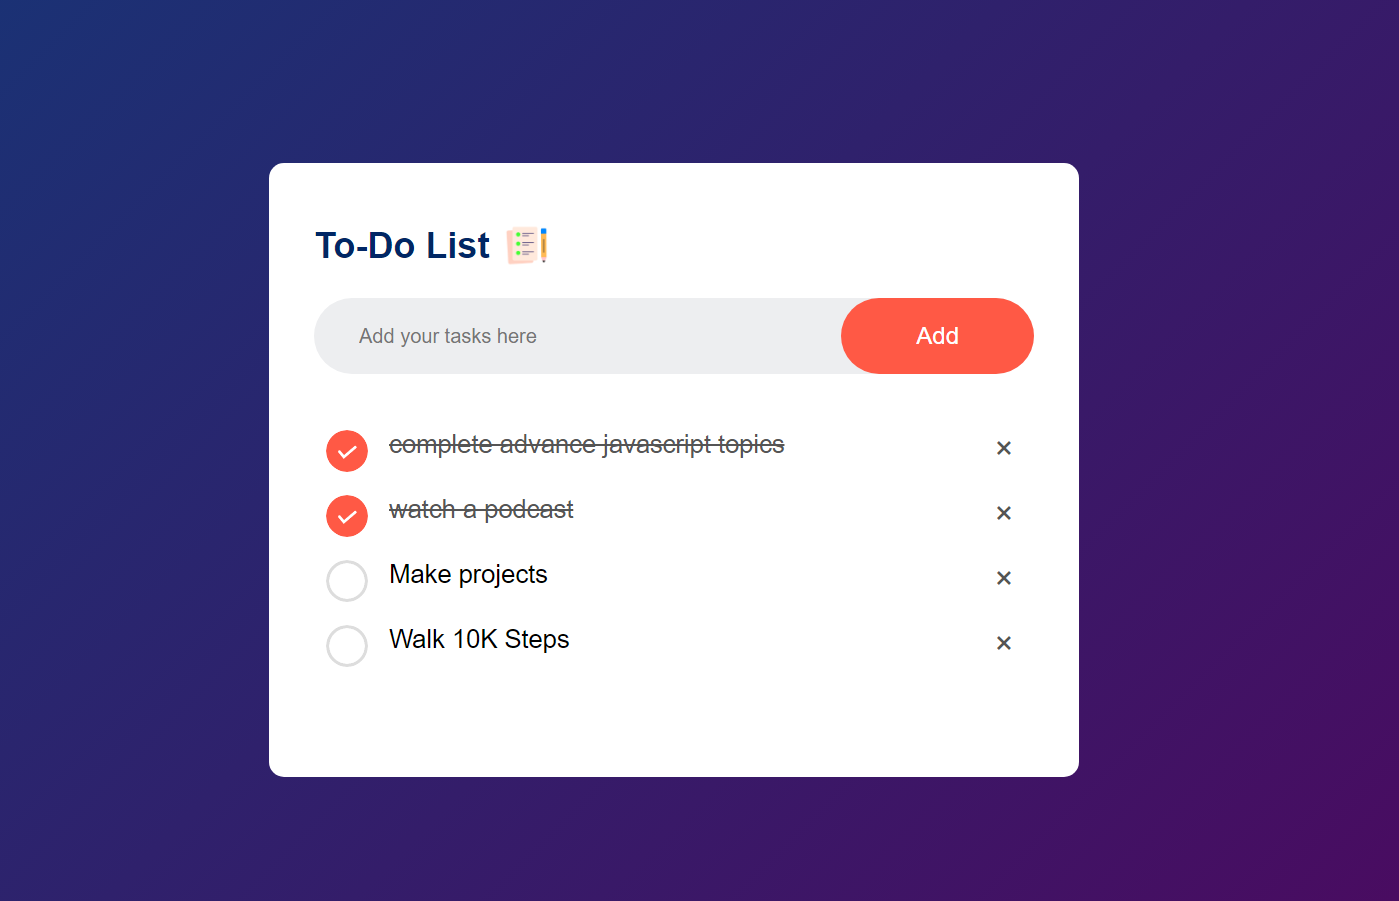 To-Do List
Add your tasks here
Add
complete advance javascript topics
watch a podcast
Make projects
Walk 10K Steps